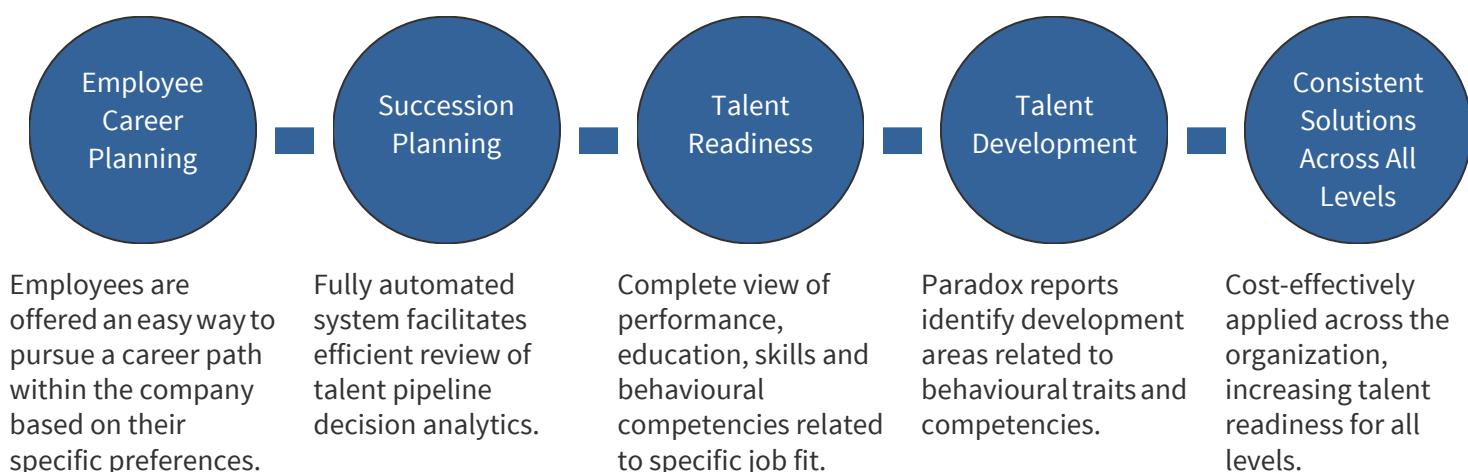 Employee
Career
Planning
Succession
Planning
Talent
Readiness
Talent
Development
Consistent
Solutions
Across All
Levels
Employees are
offered an easy way to
pursue a career path
within the company
based on their
specific preferences.
Fully automated
system facilitates
efficient review of
talent pipeline
decision analytics.
Complete view of
performance,
education, skills and
behavioural
competencies related
to specific job fit.
Paradox reports
identify development
areas related to
behavioural traits and
competencies.
Cost-effectively
applied across the
organization,
increasing talent
readiness for all
levels.